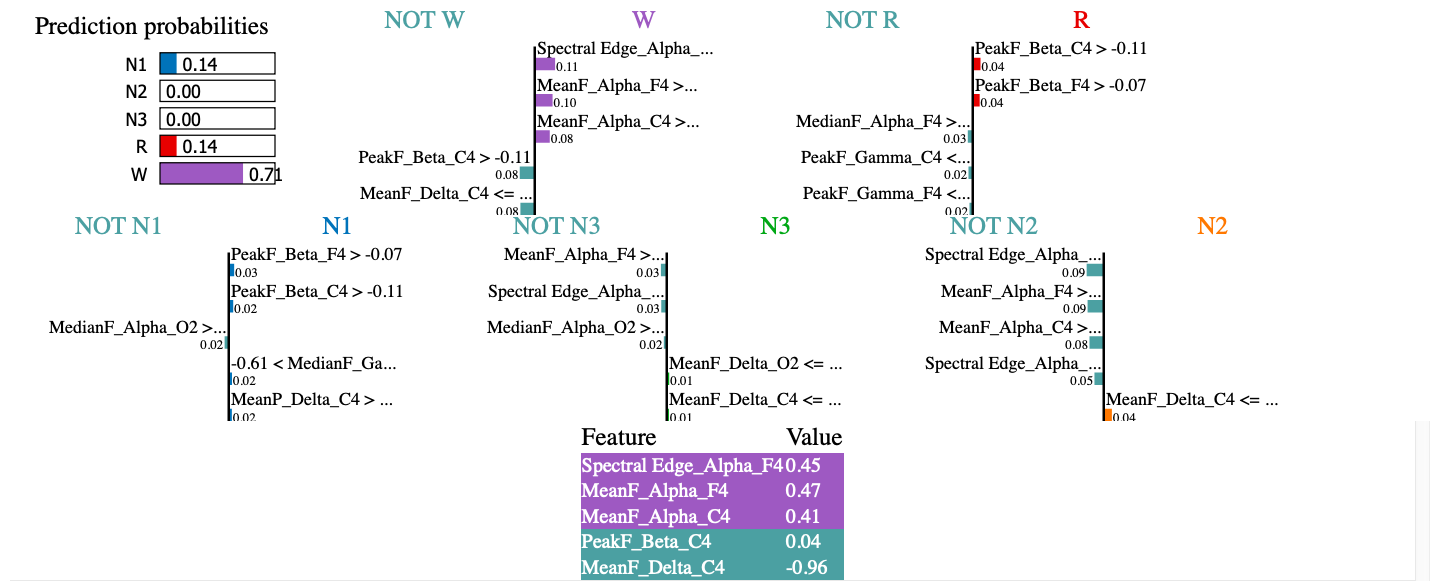 Prediction probabilities
N1 0.14
N2 0.00
N3 0.00
R 0.14
W 0.71
NOT W W
Spectral Edge_Alpha_...
0.11
MeanF_Alpha_F4 >...
0.10
MeanF_Alpha_C4 >...
0.08
PeakF_Beta_C4 > -0.11
0.08
MeanF_Delta_C4 <= ...
0.08
NOT R R
PeakF_Beta_C4 > -0.11
0.04
PeakF_Beta_F4 > -0.07
0.04
MedianF_Alpha_F4 >...
0.03
PeakF_Gamma_C4 <...
0.02
PeakF_Gamma_F4 <...
0.02
NOT N1 N1
PeakF_Beta_F4 > -0.07
0.03
PeakF_Beta_C4 > -0.11
0.02
MedianF_Alpha_O2 >...
0.02
-0.61 < MedianF_Ga...
0.02
MeanP_Delta_C4 > ...
0.02
NOT N3 N3
MeanF_Alpha_F4 >...
0.03
Spectral Edge_Alpha_...
0.03
MedianF_Alpha_O2 >...
0.02
MeanF_Delta_O2 <= ...
0.01
MeanF_Delta_C4 <= ...
0.01
NOT N2 N2
Spectral Edge_Alpha_...
0.09
MeanF_Alpha_F4 >...
0.09
MeanF_Alpha_C4 >...
0.08
Spectral Edge_Alpha_...
0.05
MeanF_Delta_C4 <= ...
0.04
Feature Value
Spectral Edge_Alpha_F4 0.45
MeanF_Alpha_F4 0.47
MeanF_Alpha_C4 0.41
PeakF_Beta_C4 0.04
MeanF_Delta_C4 -0.96